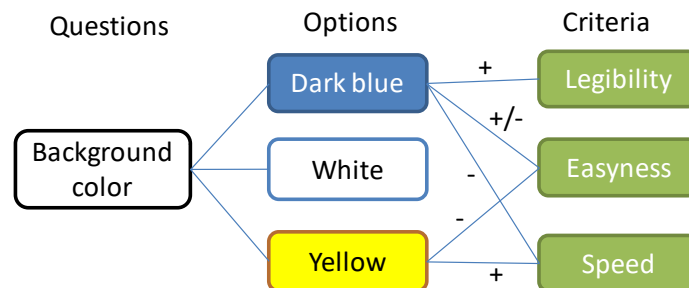 Questions
Options
Criteria
Dark blue
+
Legibility
+/-
Background
color
White
-
Easyness
-
Yellow
+
Speed